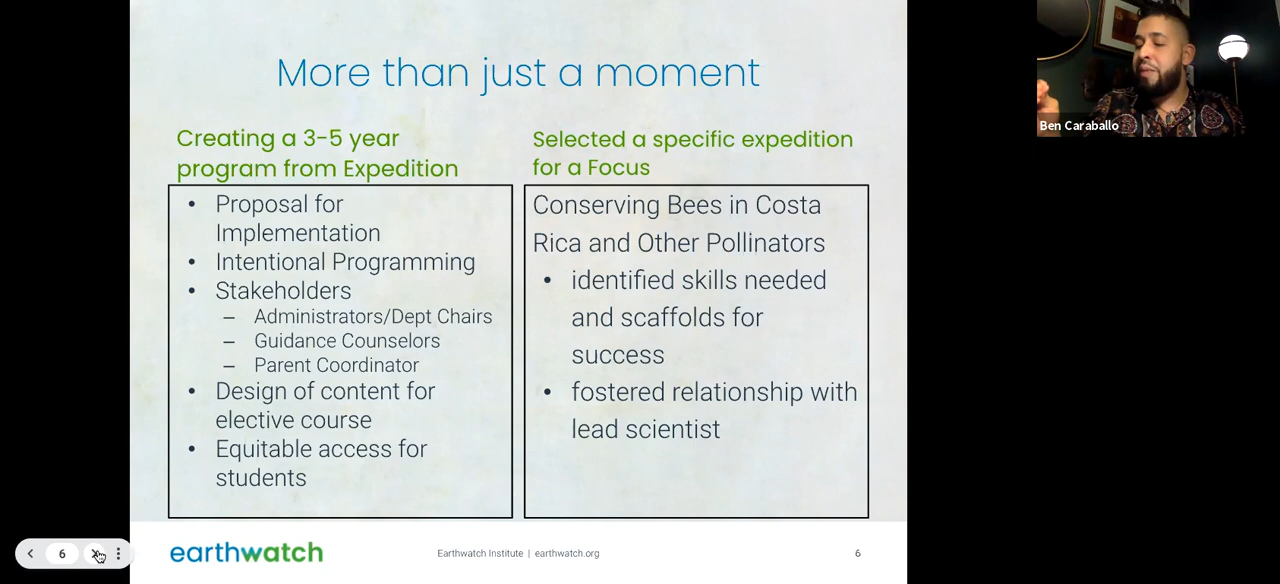 More than just a moment
Creating a 3-5 year
program from Expedition
• Proposal for
Implementation
• Intentional Programming
• Stakeholders
– Administrators/Dept Chairs
– Guidance Counselors
– Parent Coordinator
• Design of content for
elective course
• Equitable access for
students
Selected a specific expedition
for a Focus
Conserving Bees in Costa
Rica and Other Pollinators
• identified skills needed
and scaffolds for
success
• fostered relationship with
lead scientist
Ben Caraballo
6
earthwatch
Earthwatch Institute | earthwatch.org
6